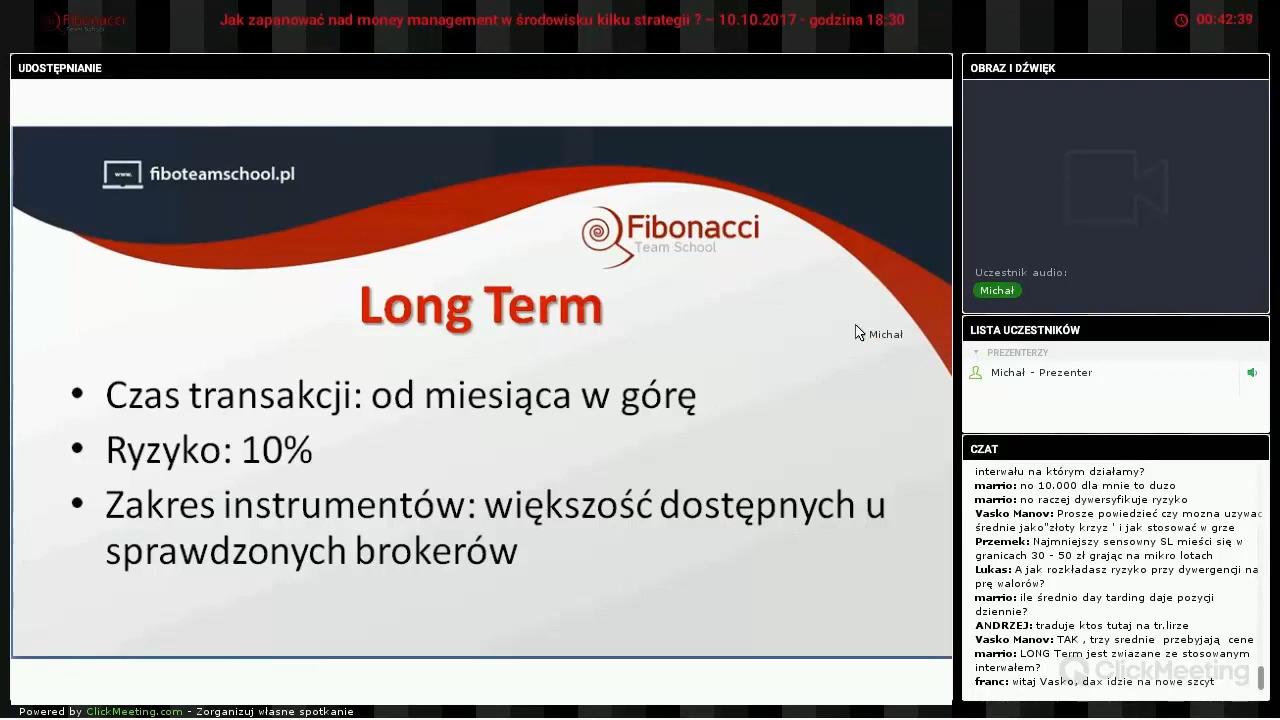 Fibonacci
Team School
Jak zapanować nad money management w środowisku kilku strategii ? – 10.10.2017 - godzina 18:30
00:42:39
UDOSTĘPNIANIE
www.
fiboteamschool.pl
Fibonacci
Team School
Long Term
Michał
• Czas transakcji: od miesiąca w górę
• Ryzyko: 10%
• Zakres instrumentów: większość dostępnych u
sprawdzonych brokerów
OBRAZ I DŹWIĘK
Uczestnik audio:
Michał
LISTA UCZESTNIKÓW
PREZENTERZY
Michał - Prezenter
CZAT
interwału na którym działamy?
marrio: no 10.000 dla mnie to duzo
marrio: no raczej dywersyfikuje ryzyko
Vasko Manov: Prosze powiedzieć czy mozna uzywac
średnie jako"złoty krzyz ' i jak stosować w grze
Przemek: Najmniejszy sensowny SL mieści się w
granicach 30 - 50 zł grając na mikro lotach
Lukas: A jak rozkładasz ryzyko przy dywergencji na
prę walorów?
marrio: ile średnio day tarding daje pozycji
dziennie?
ANDRZEJ: traduje ktos tutaj na tr.lirze
Vasko Manov: TAK , trzy srednie przebyjają cene
marrio: LONG Term jest zwiazane ze stosowanym
interwałem?
franc: witaj Vasko, dax idzie na nowe szcyt
ClickMeeting
Powered by ClickMeeting.com - Zorganizuj własne spotkanie